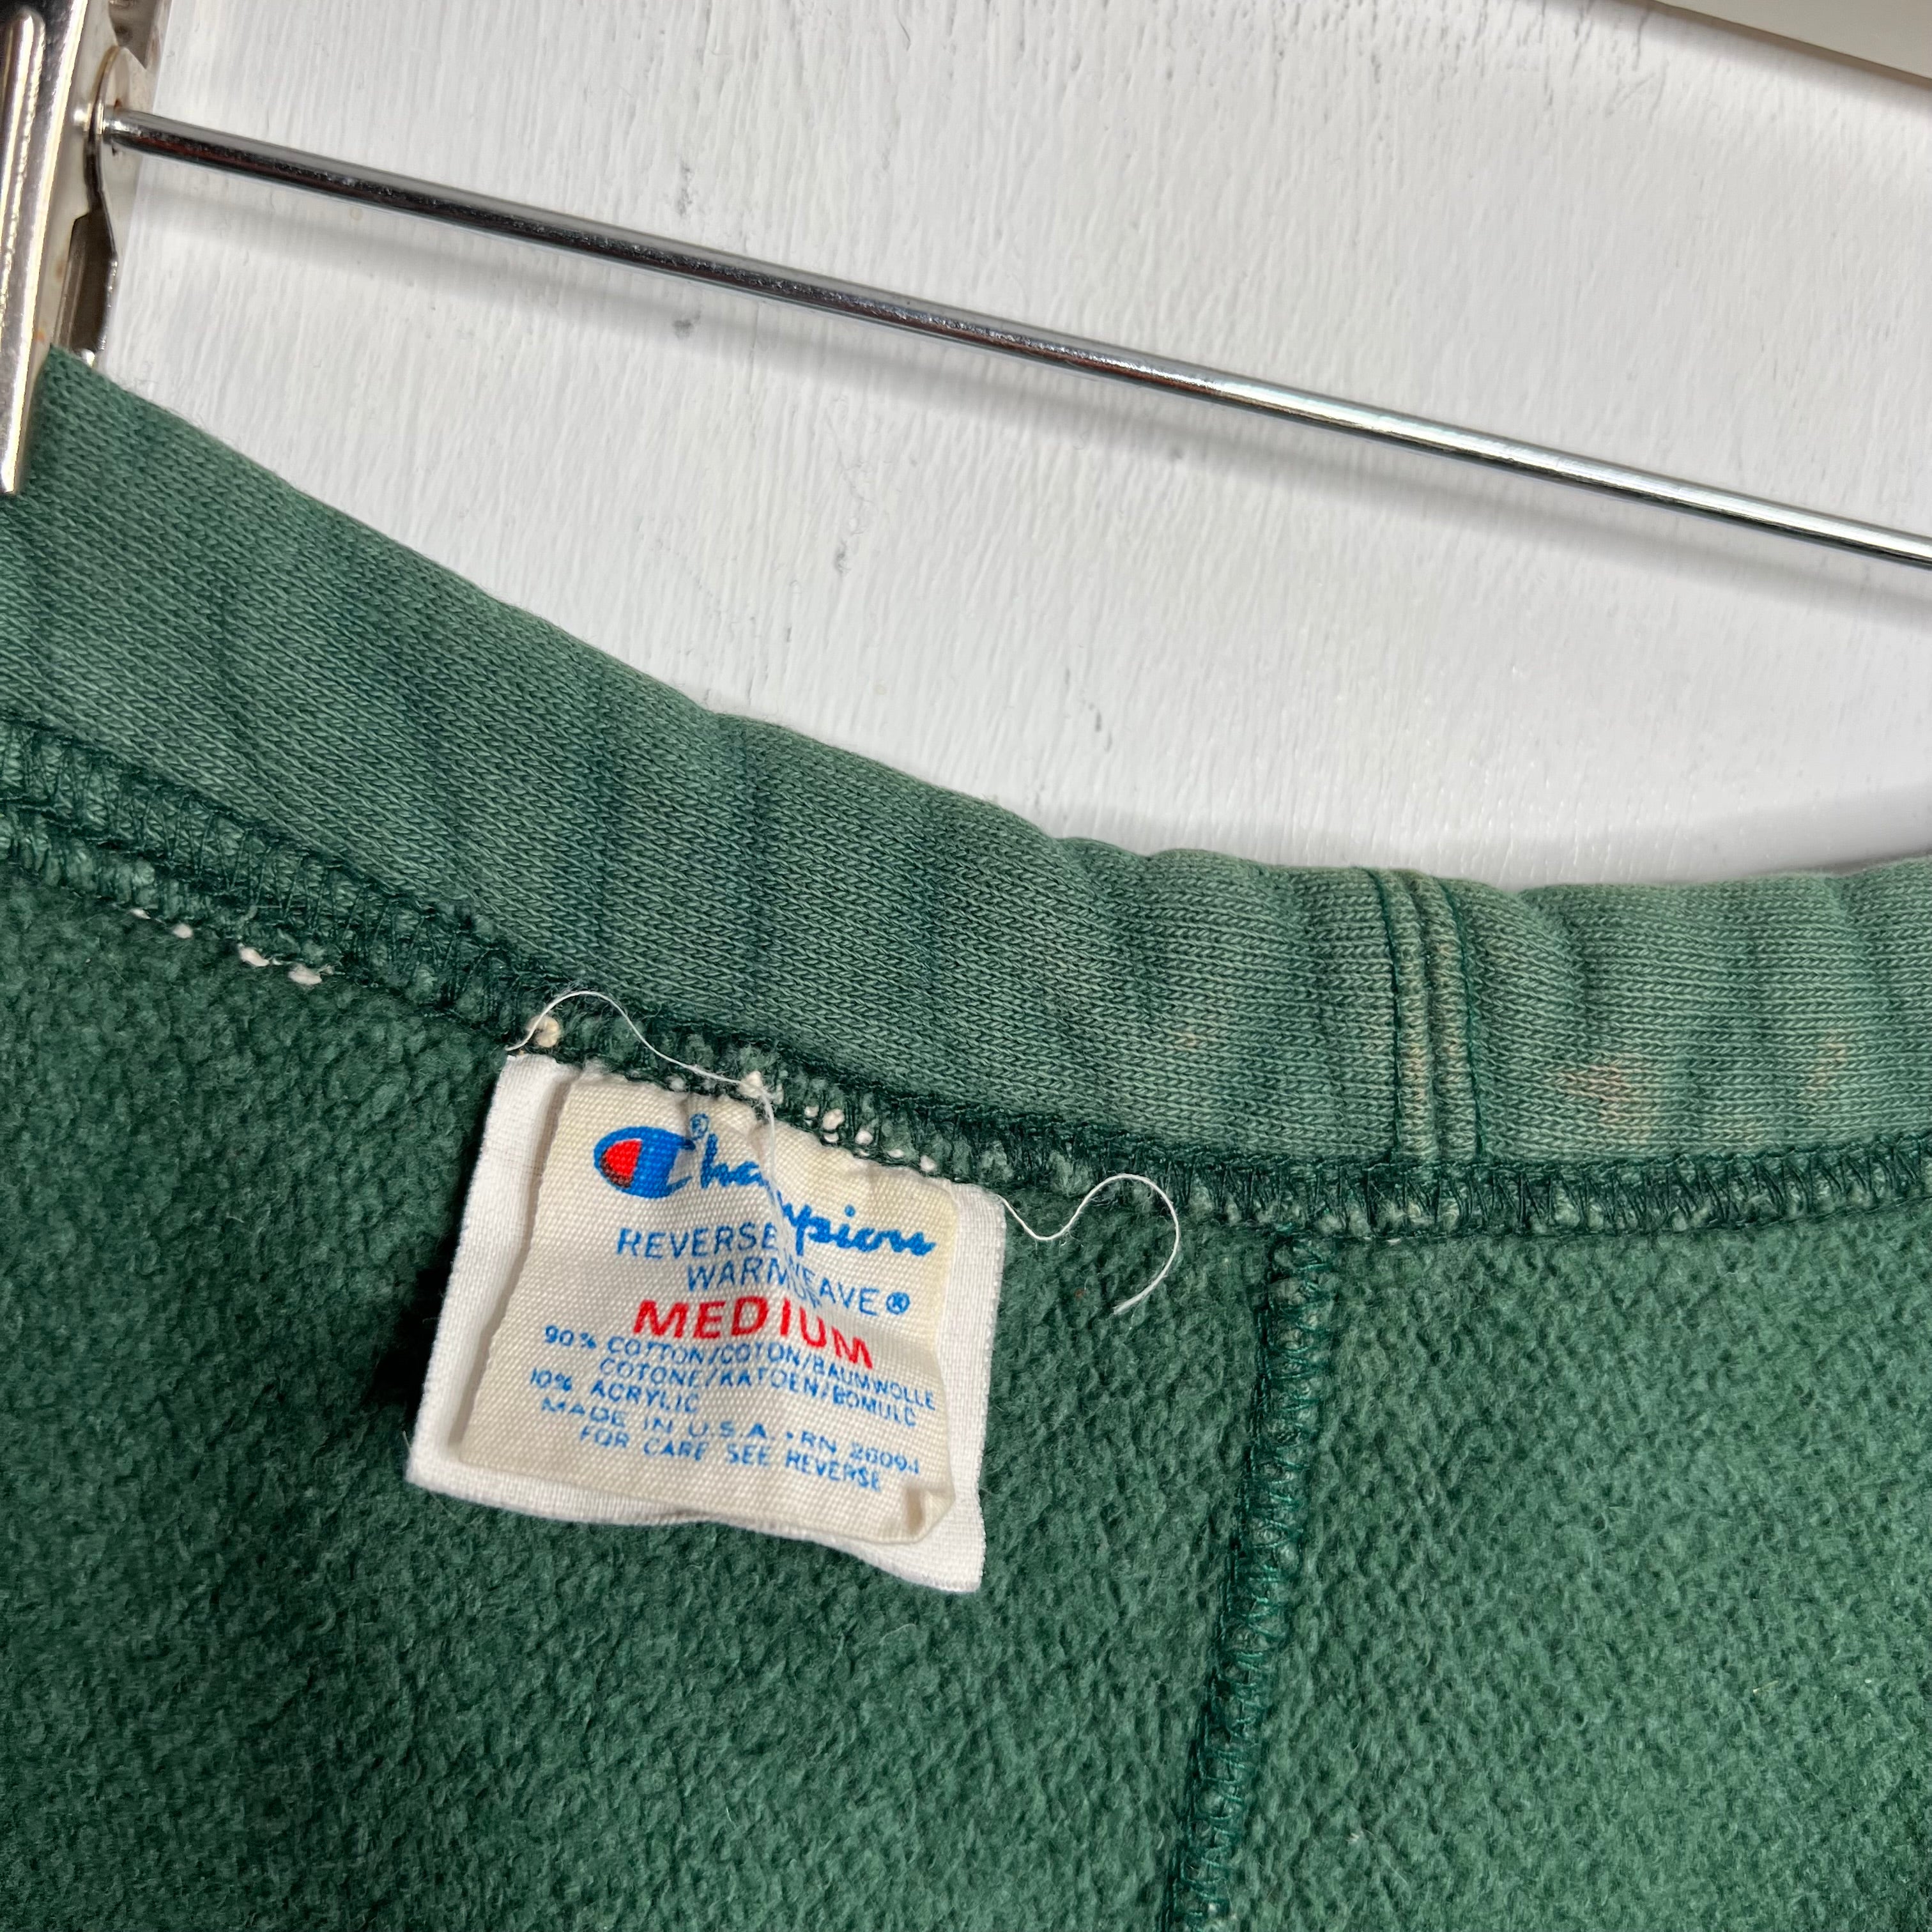 Champion®
REVERSE WEAVE®
WARMUP
MEDIUM
90% COTTON/COTON/BAUMWOLLE
COTONE/KATOEN/BOMULD
10% ACRYLIC
MADE IN U.S.A. • RN 26094
FOR CARE SEE REVERSE